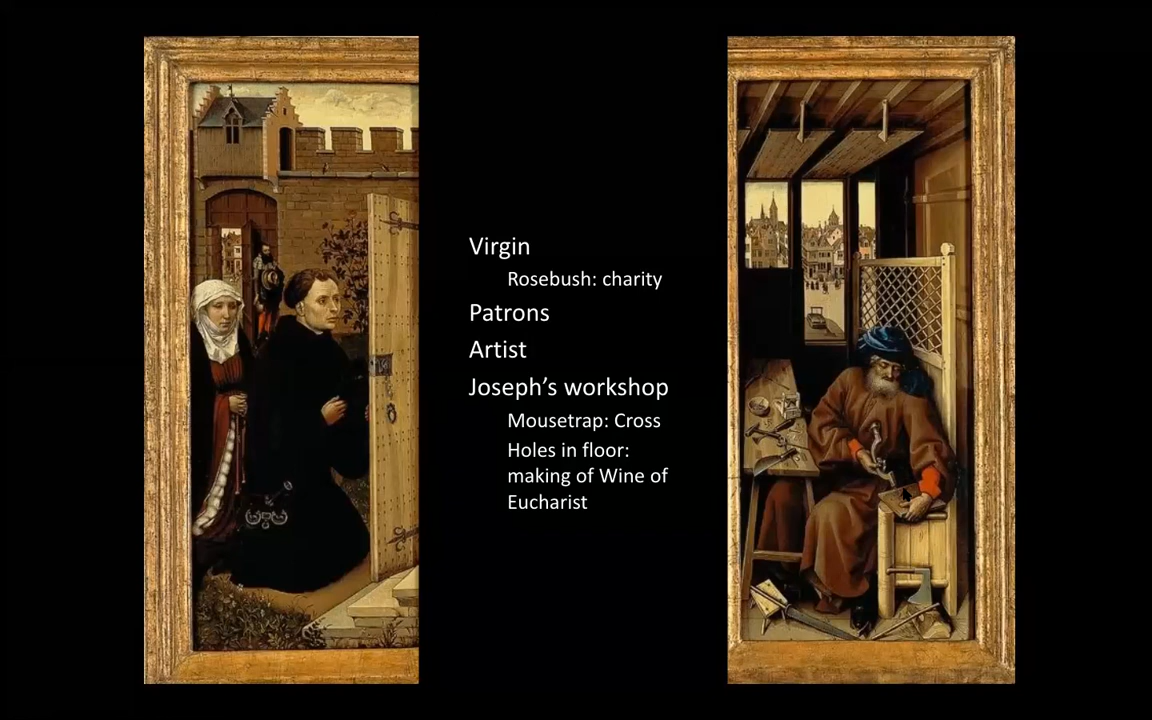 Virgin
Rosebush: charity
Patrons
Artist
Joseph’s workshop
Mousetrap: Cross
Holes in floor:
making of Wine of
Eucharist